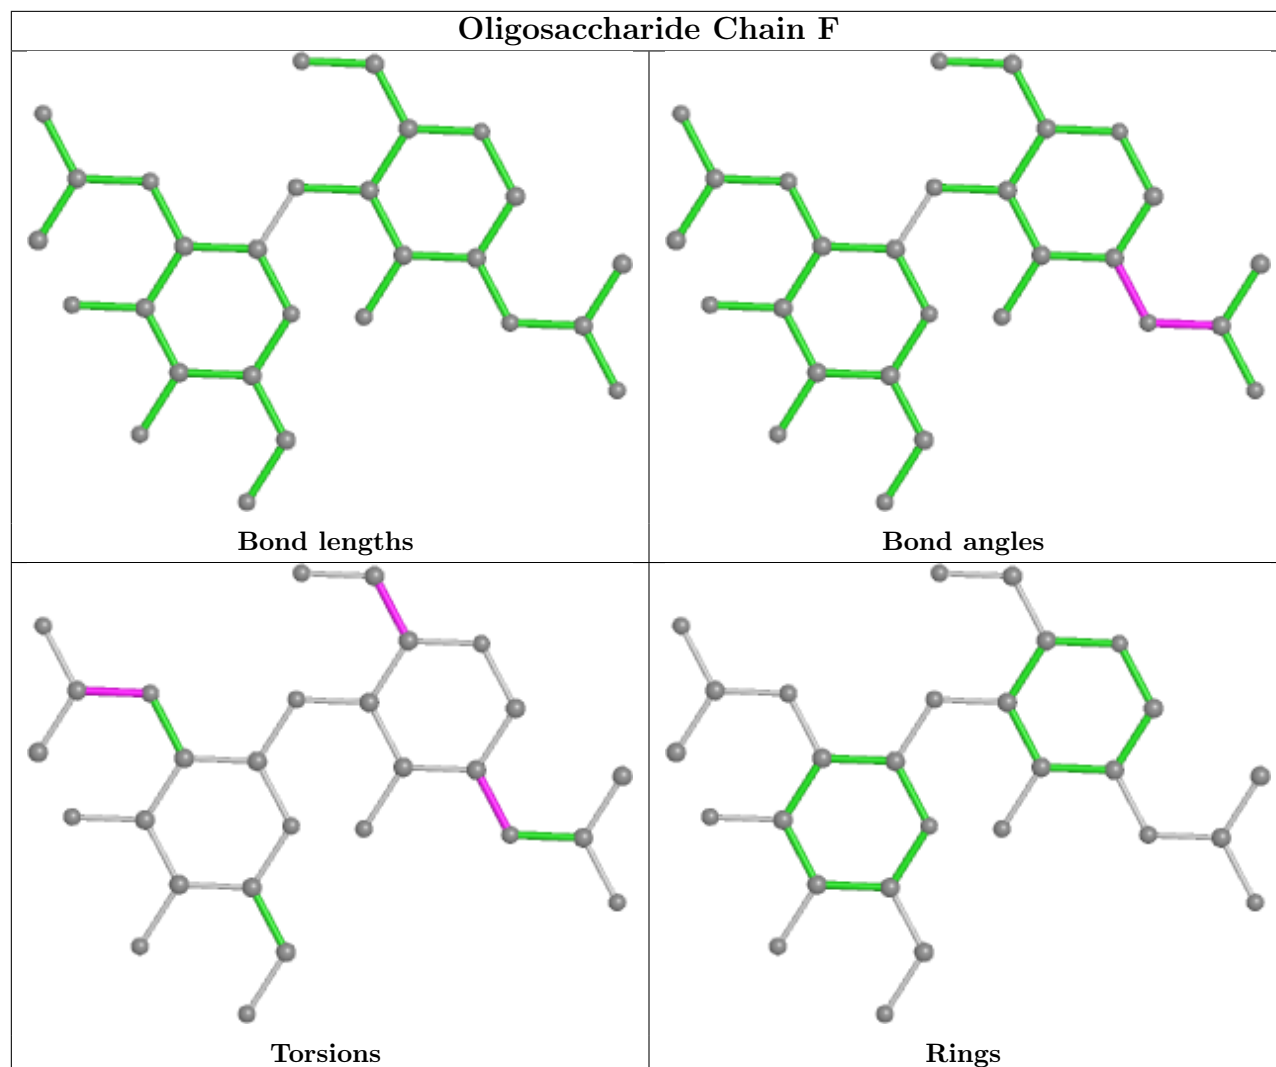 Oligosaccharide Chain F
Bond lengths
Bond angles
Torsions
Rings